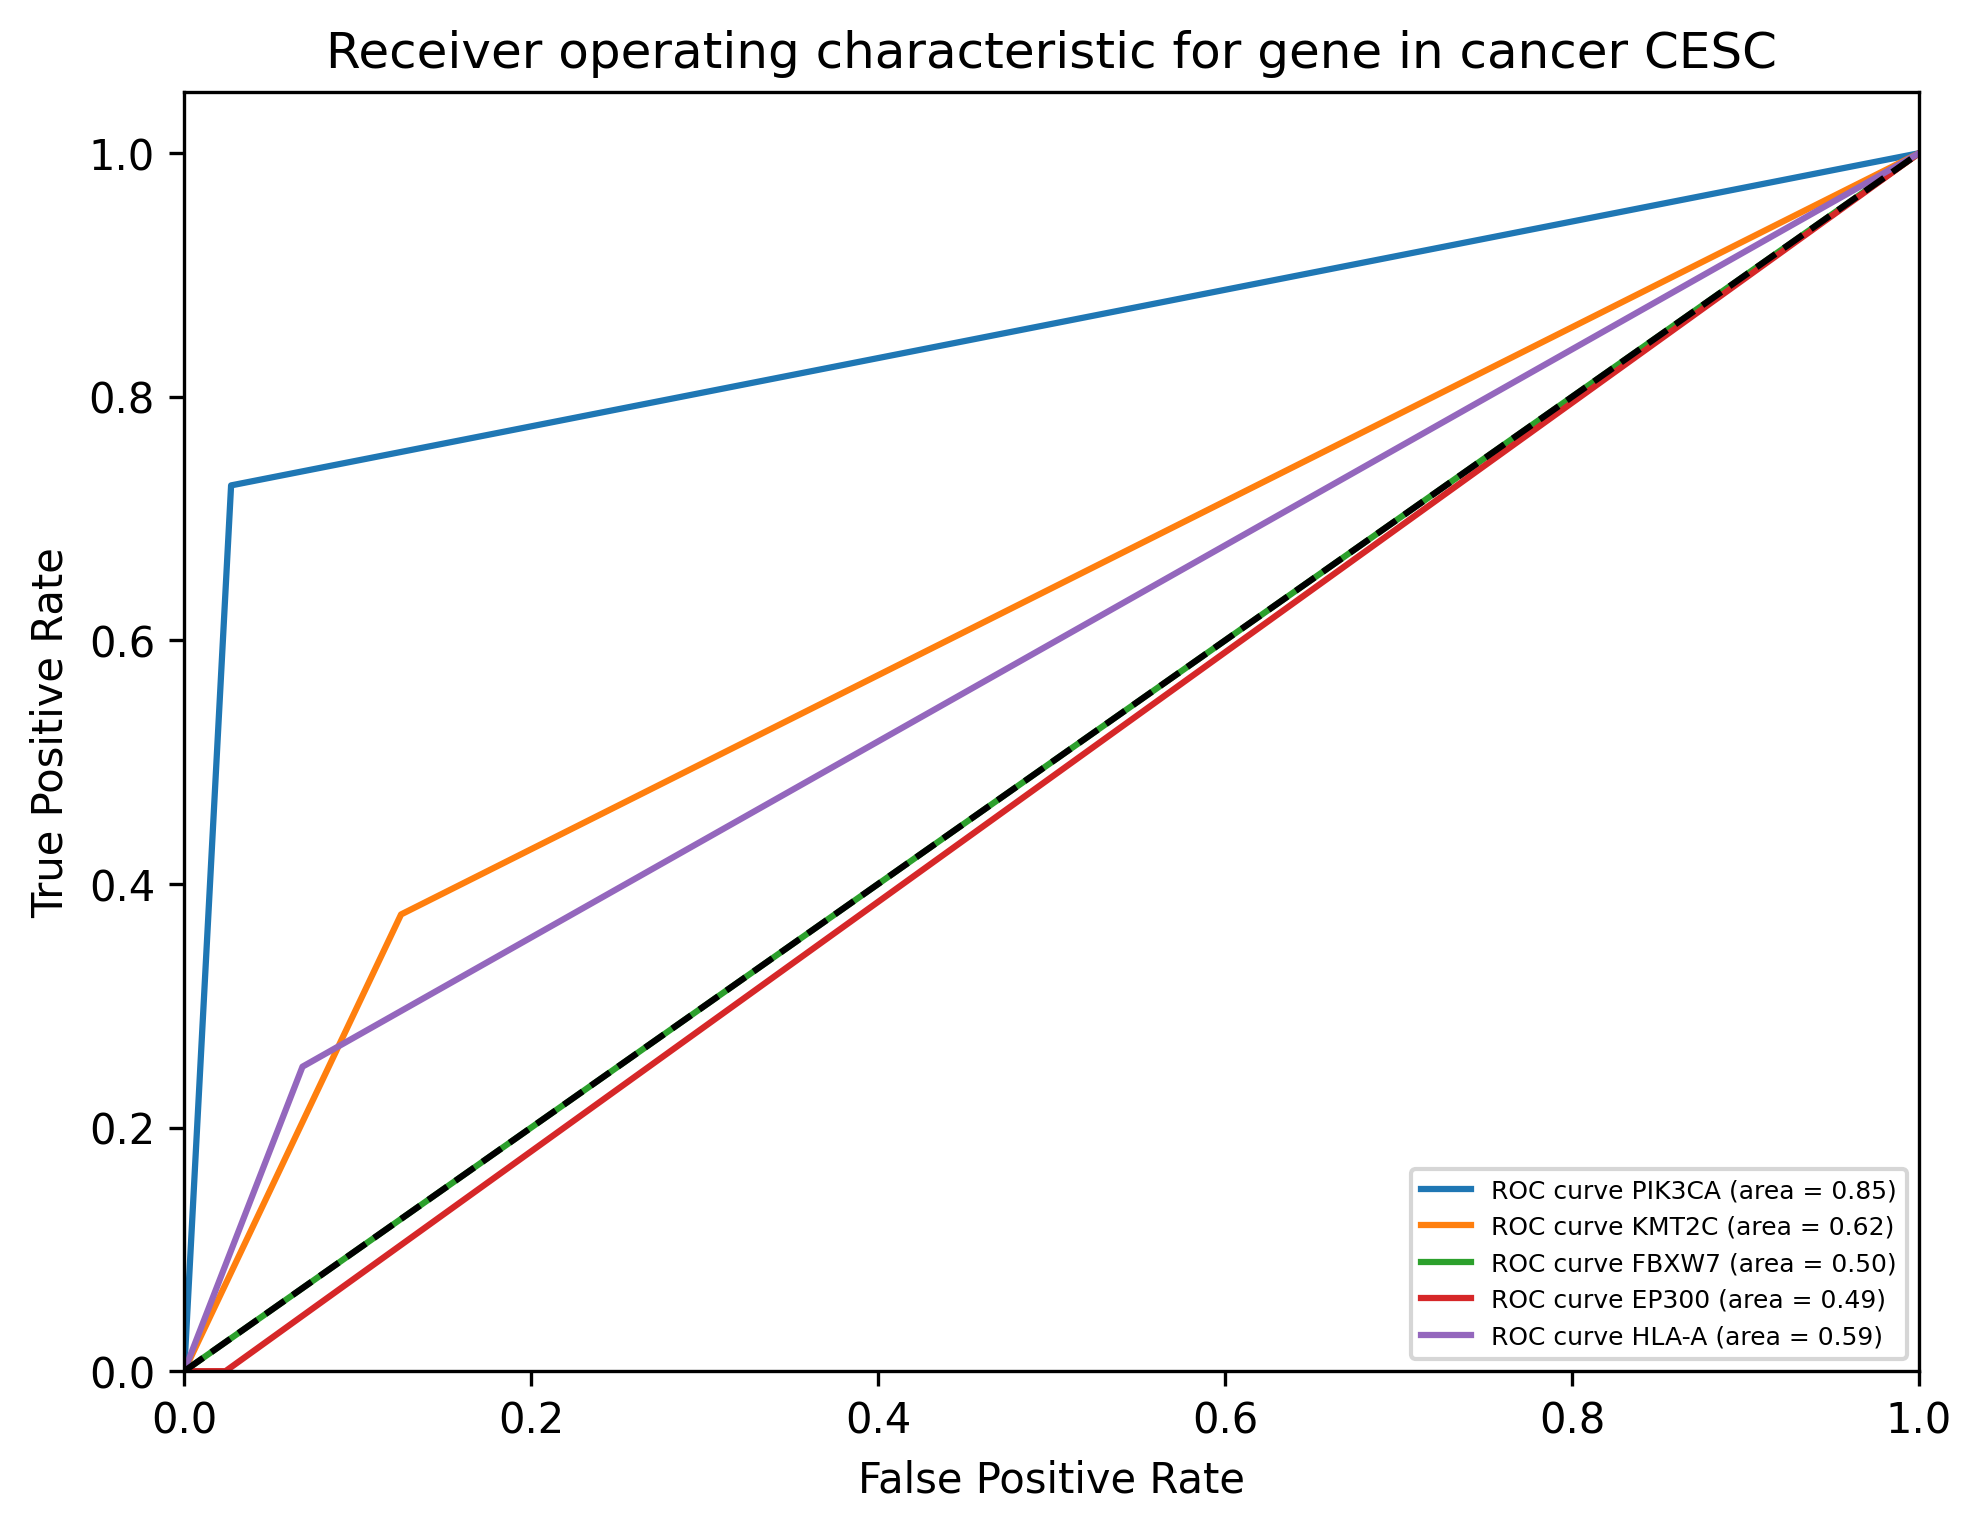 Receiver operating characteristic for gene in cancer CESC
True Positive Rate
1.0
0.8
0.6
0.4
0.2
0.0
ROC curve PIK3CA (area = 0.85)
ROC curve KMT2C (area = 0.62)
ROC curve FBXW7 (area = 0.50)
ROC curve EP300 (area = 0.49)
ROC curve HLA-A (area = 0.59)
0.0 0.2 0.4 0.6 0.8 1.0
False Positive Rate